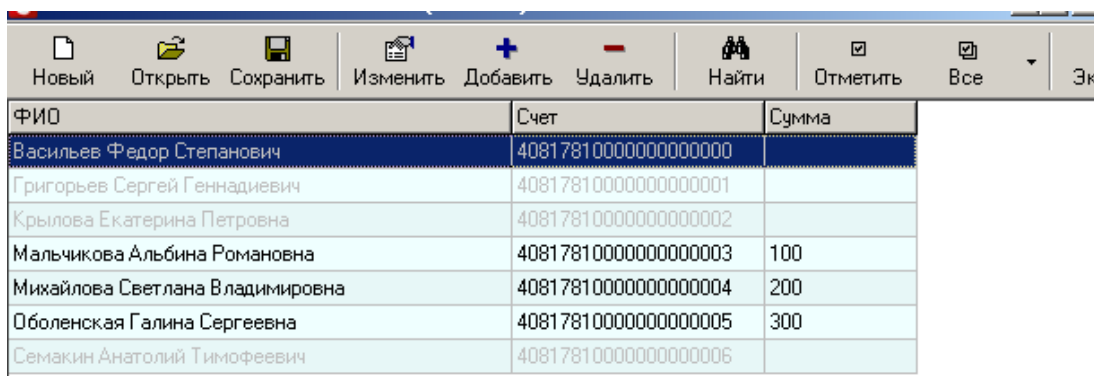 Новый Открыть Сохранить Изменить Добавить Удалить Найти Отметить Все Эк
ФИО Счет Сумма
Васильев Федор Степанович 40817810000000000000
Григорьев Сергей Геннадиевич 40817810000000000001
Крылова Екатерина Петровна 40817810000000000002
Мальчикова Альбина Романовна 40817810000000000003 100
Михайлова Светлана Владимировна 40817810000000000004 200
Оболенская Галина Сергеевна 40817810000000000005 300
Семакин Анатолий Тимофеевич 40817810000000000006